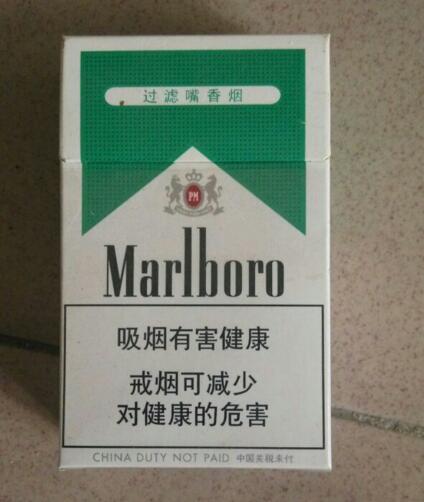 过滤嘴香烟
PM
Marlboro
吸烟有害健康
戒烟可减少
对健康的危害
CHINA DUTY NOT PAID 中国关税未付